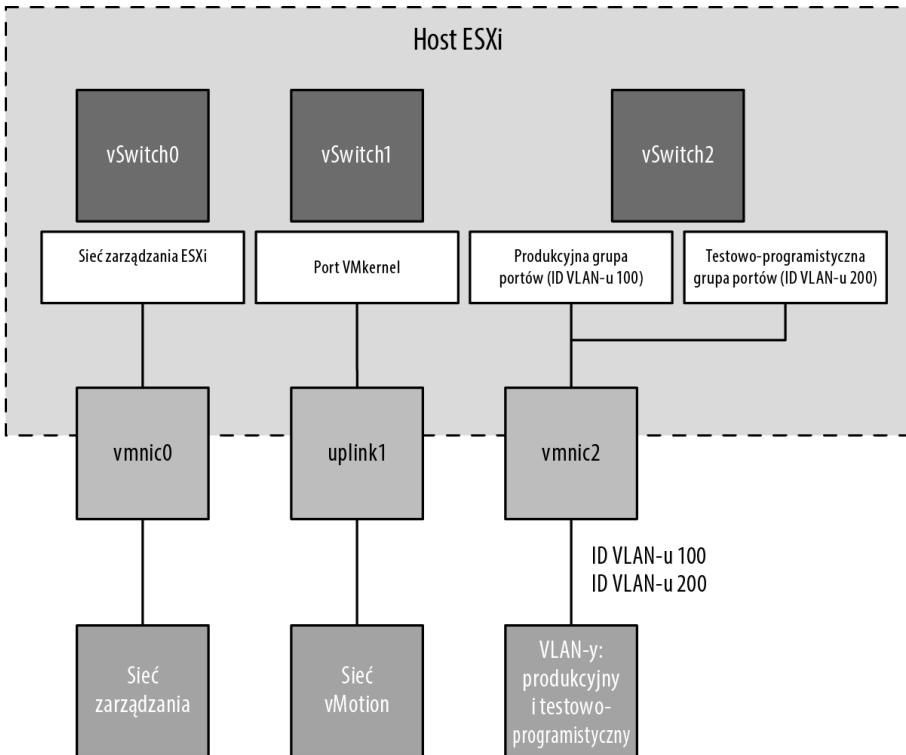 Host ESXi
vSwitch0
vSwitch1
vSwitch2
Sieć zarządzania ESXi
Port VMkernel
Produkcyjna grupa
portów (ID VLAN-u 100)
Testowo-programistyczna
grupa portów (ID VLAN-u 200)
vmnic0
uplink1
vmnic2
ID VLAN-u 100
ID VLAN-u 200
Sieć
zarządzania
Sieć
vMotion
VLAN-y:
produkcyjny
i testowo-
programistyczny